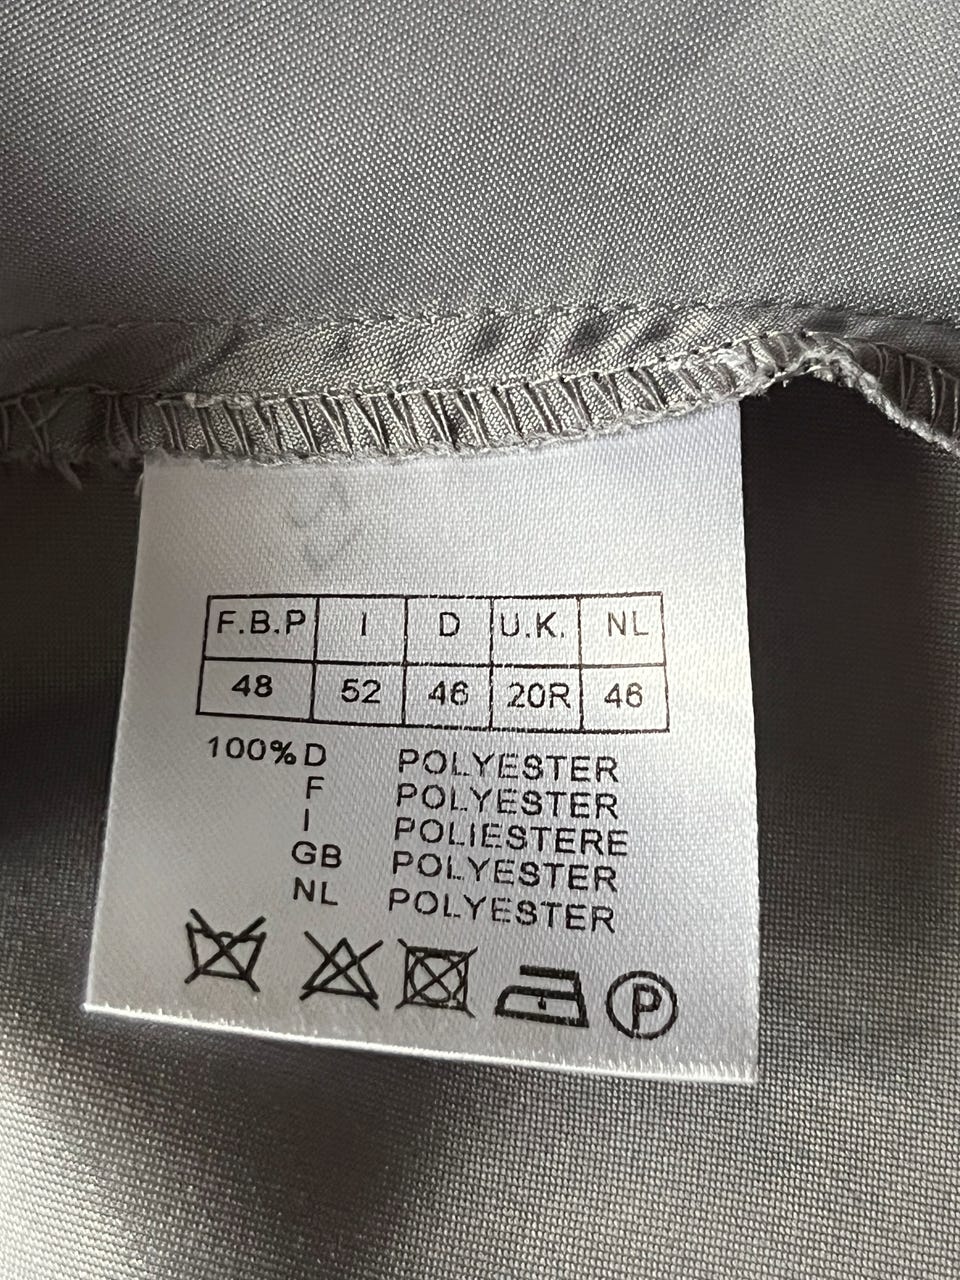 F.B.P I D U.K. NL
48 52 46 20R 46
100% D POLYESTER
F POLYESTER
I POLIESTERE
GB POLYESTER
NL POLYESTER
P